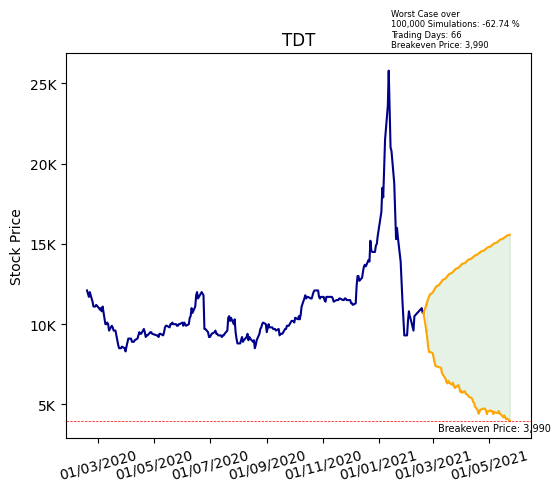 Worst Case over
100,000 Simulations: -62.74 %
Trading Days: 66
Breakeven Price: 3,990
TDT
Stock Price
25K
20K
15K
10K
5K
Breakeven Price: 3,990
01/03/2020
01/05/2020
01/07/2020
01/09/2020
01/11/2020
01/01/2021
01/03/2021
01/05/2021